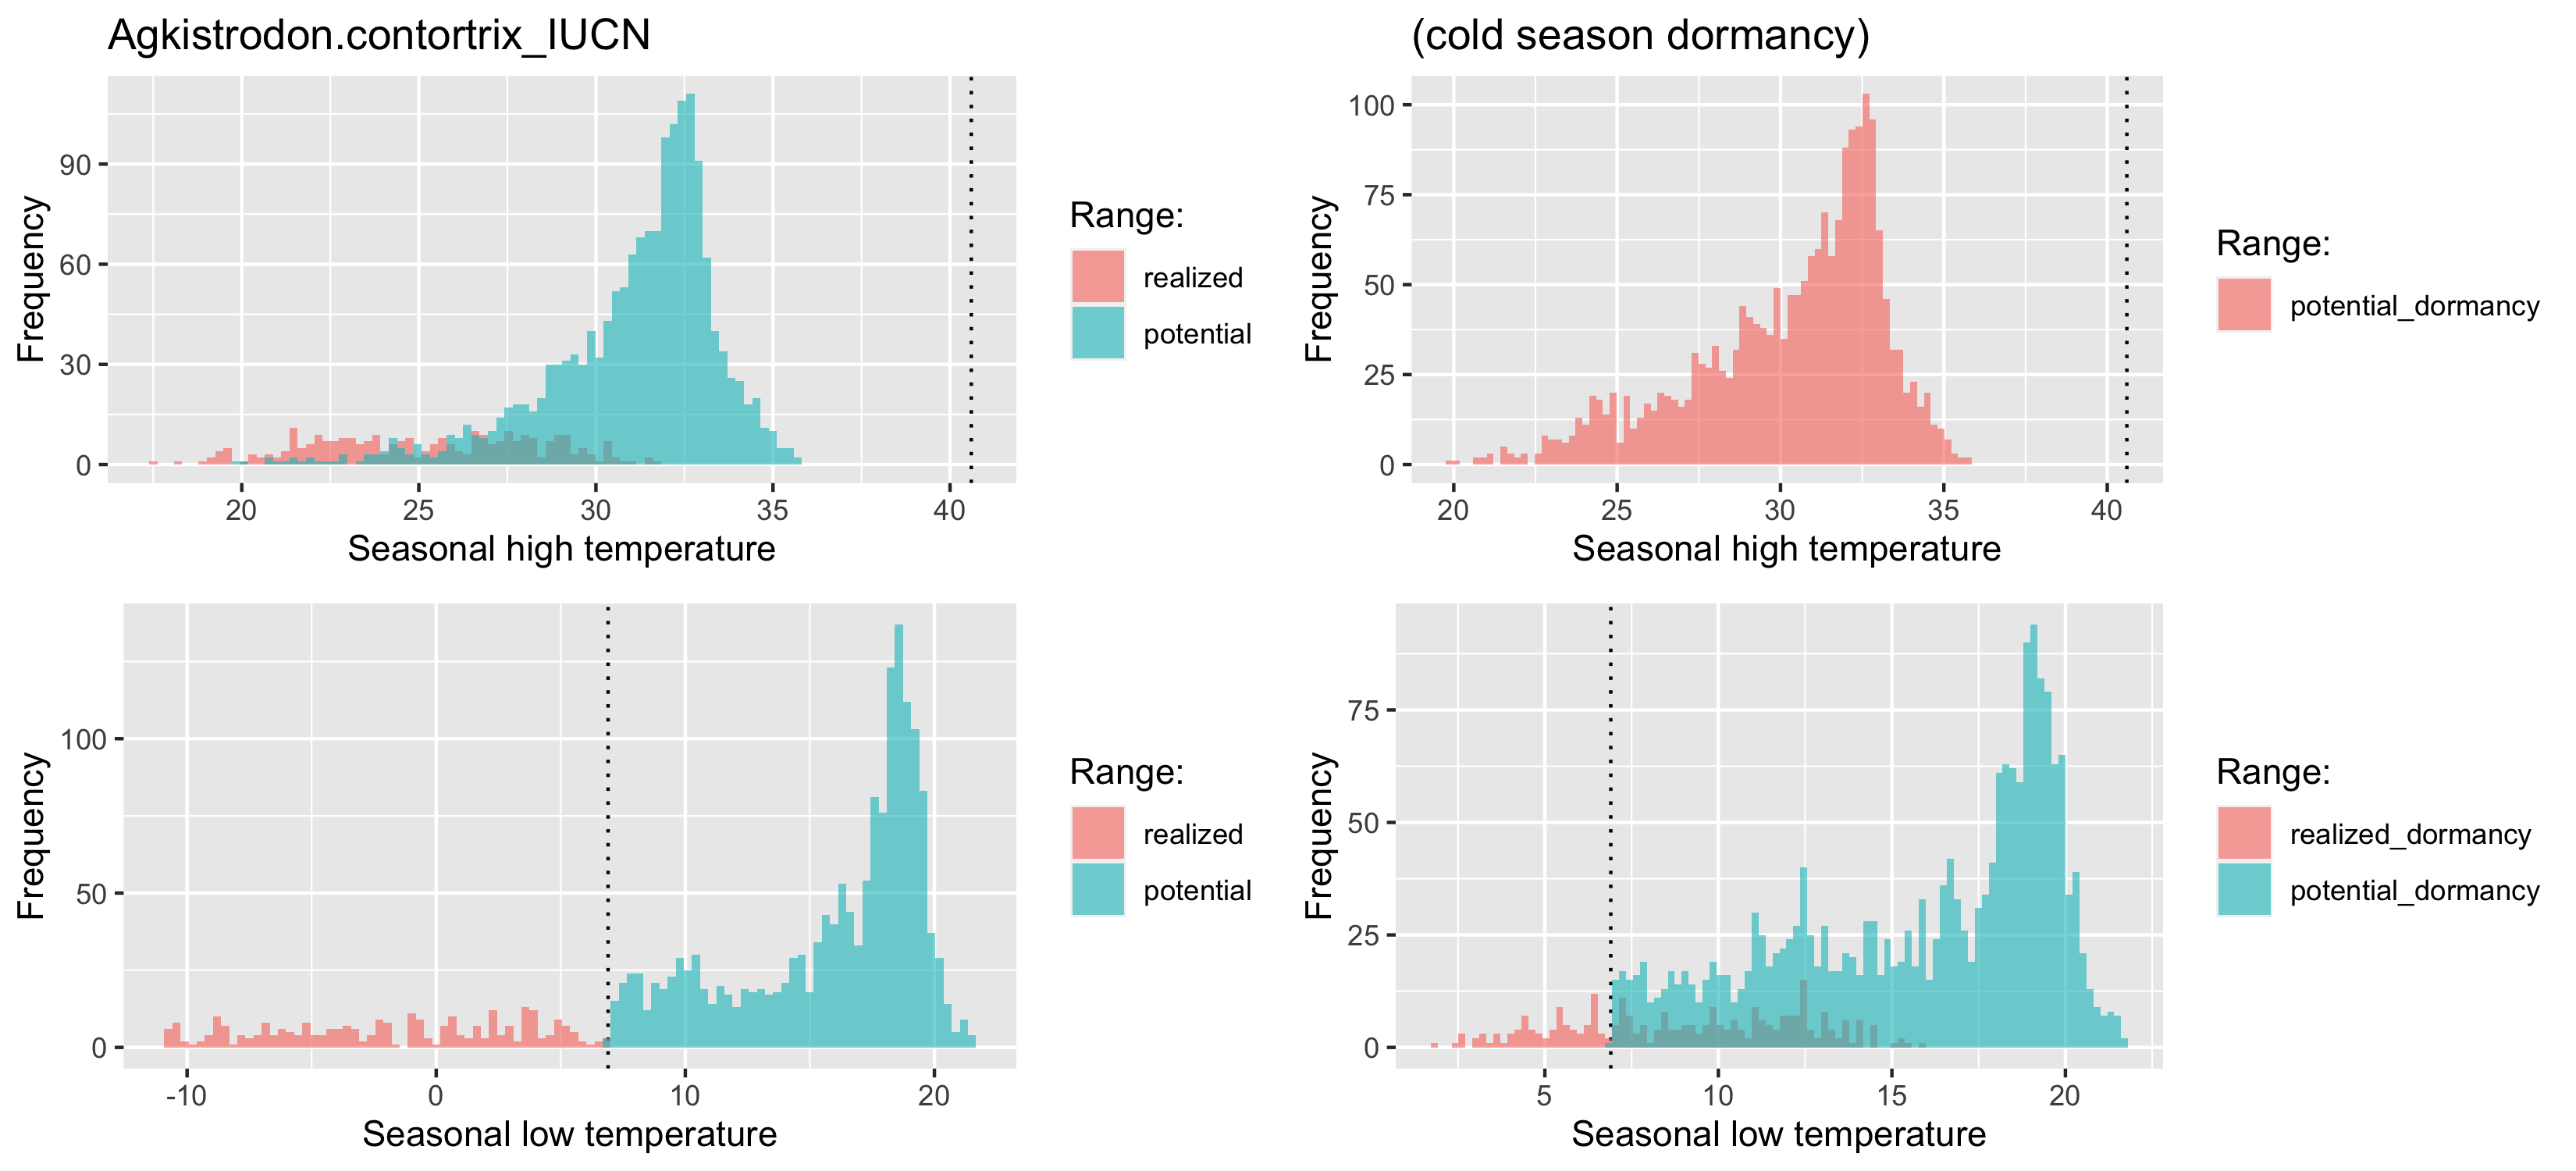 Agkistrodon.contortrix_IUCN
Frequency
90
60
30
0
20 25 30 35 40
Seasonal high temperature
Range:
realized
potential
(cold season dormancy)
Frequency
100
75
50
25
0
20 25 30 35 40
Seasonal high temperature
Range:
potential_dormancy
Frequency
100
50
0
-10 0 10 20
Seasonal low temperature
Range:
realized
potential
Frequency
75
50
25
0
5 10 15 20
Seasonal low temperature
Range:
realized_dormancy
potential_dormancy